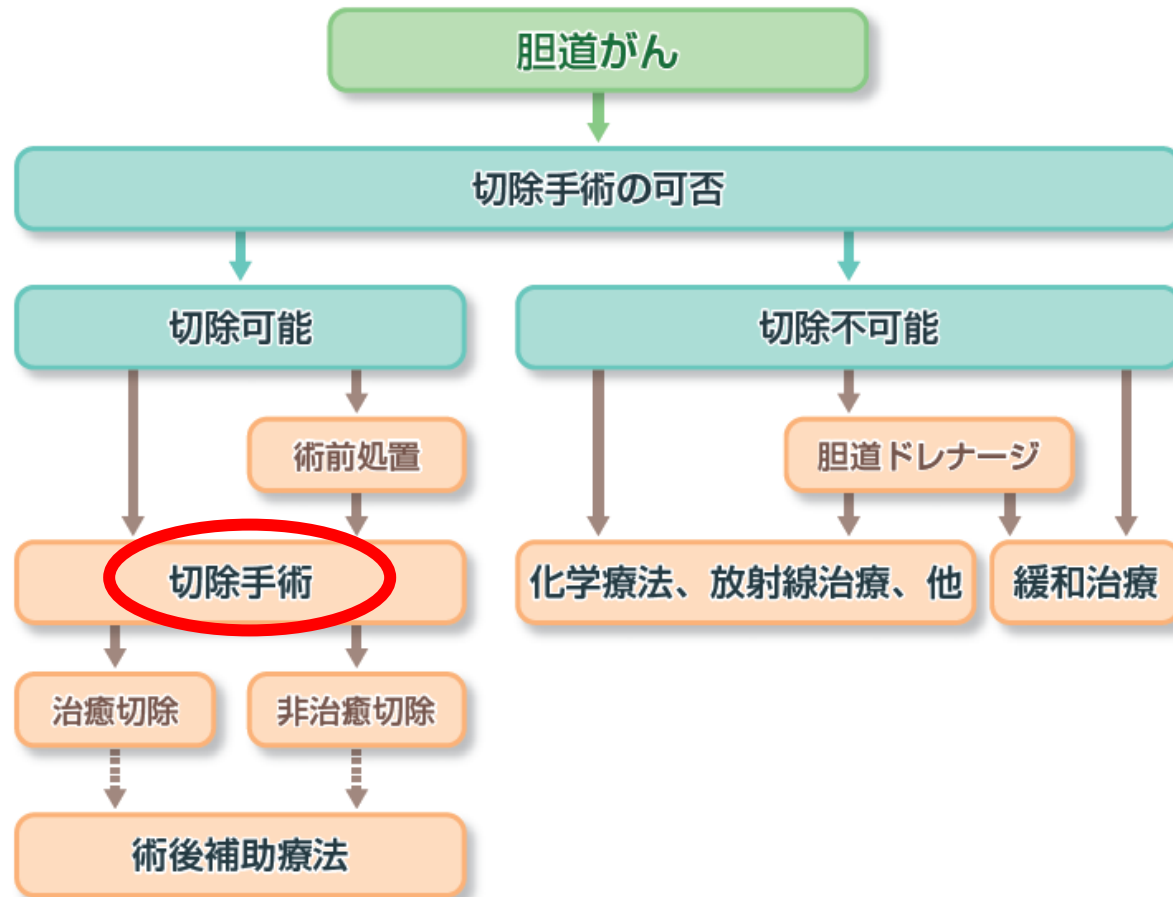 胆道がん
切除手術の可否
切除可能
切除不可能
術前処置
胆道ドレナージ
切除手術
化学療法、放射線治療、他
緩和治療
治癒切除
非治癒切除
術後補助療法